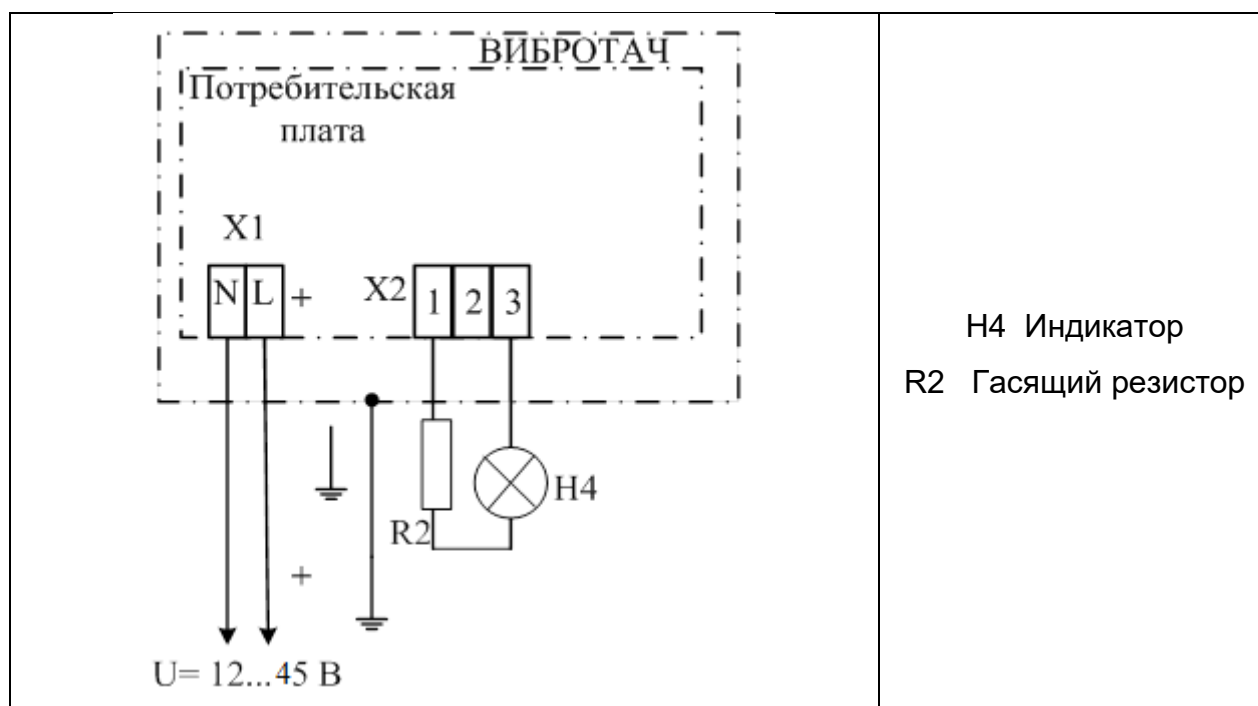 ВИБРОТАЧ
Потребительская
плата
X1
N L +
X2
1 2 3
H4
R2
+
U= 12...45 В
H4 Индикатор
R2 Гасящий резистор